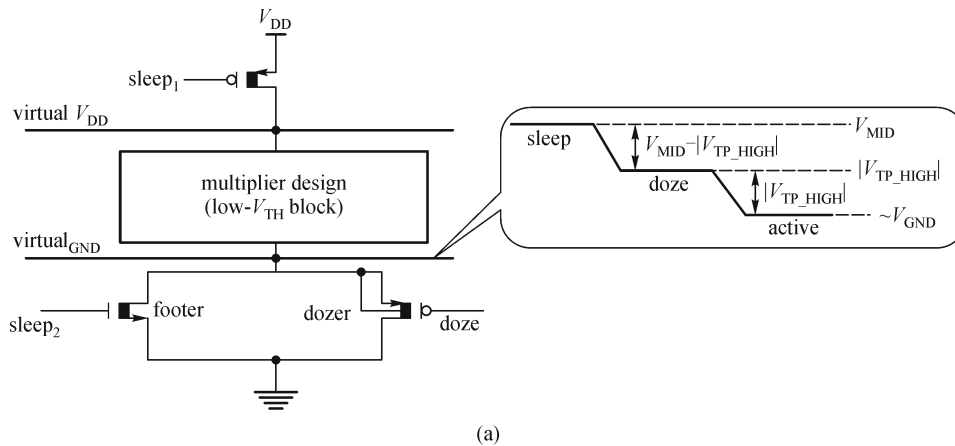 V_DD
sleep_1
virtual V_DD
multiplier design
(low-V_TH block)
virtual_GND
sleep_2
footer
dozer
doze
sleep
V_MID–|V_TP_HIGH|
V_MID
doze
|V_TP_HIGH|
|V_TP_HIGH|
active
~V_GND
(a)